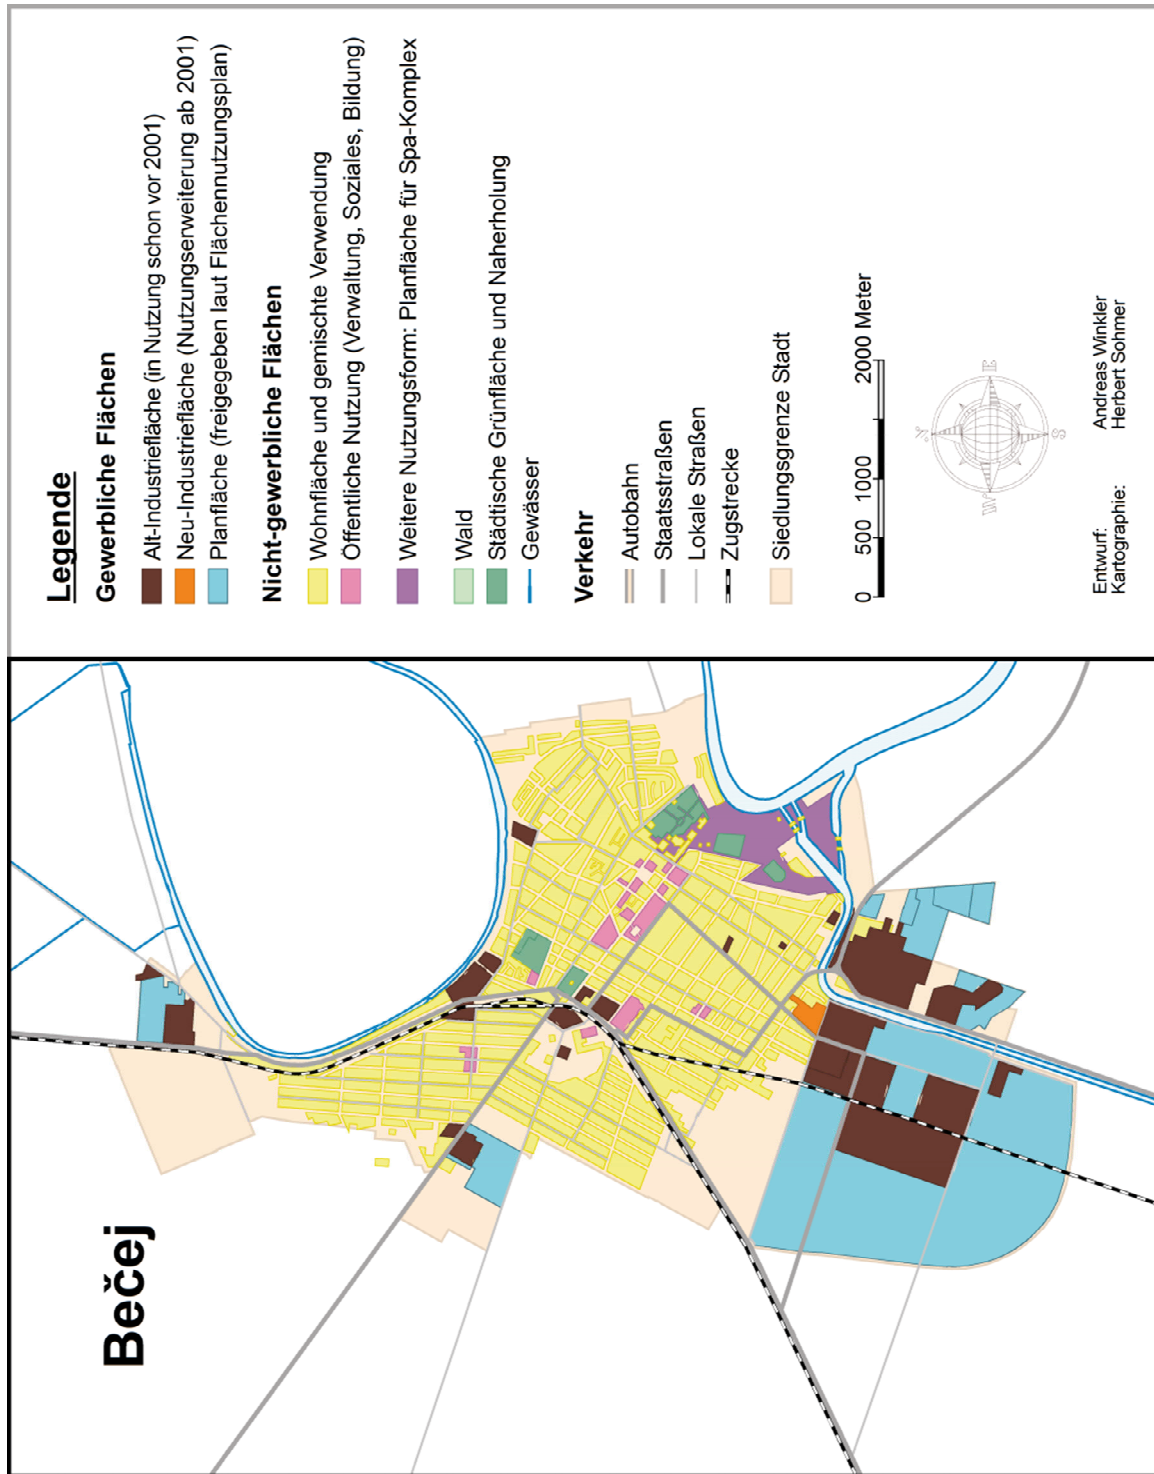 Bečej
Legende
Gewerbliche Flächen
Alt-Industriefläche (in Nutzung schon vor 2001)
Neu-Industriefläche (Nutzungserweiterung ab 2001)
Planfläche (freigegeben laut Flächennutzungsplan)
Nicht-gewerbliche Flächen
Wohnfläche und gemischte Verwendung
Öffentliche Nutzung (Verwaltung, Soziales, Bildung)
Weitere Nutzungsform: Planfläche für Spa-Komplex
Wald
Städtische Grünfläche und Naherholung
Gewässer
Verkehr
Autobahn
Staatsstraßen
Lokale Straßen
Zugstrecke
Siedlungsgrenze Stadt
0 500 1000 2000 Meter
N
W E
S
Entwurf: Andreas Winkler
Kartographie: Herbert Sohmer